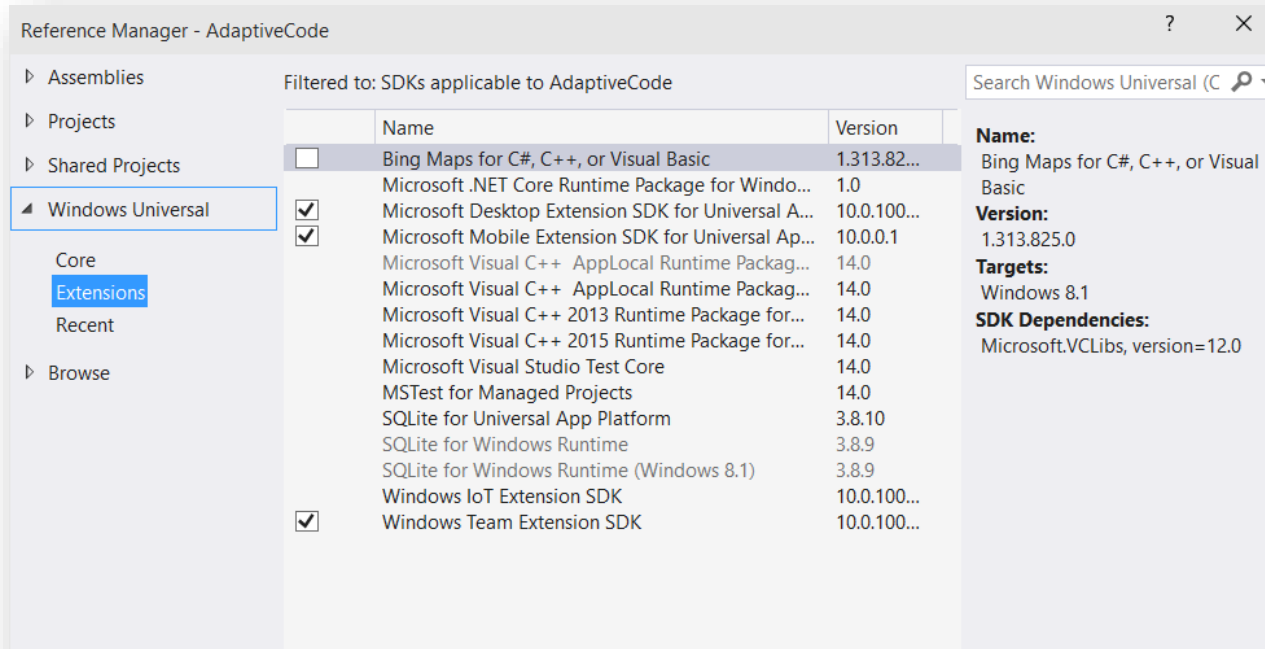 Reference Manager - AdaptiveCode
?
Assemblies
Projects
Shared Projects
Windows Universal
Core
Extensions
Recent
Browse
Filtered to: SDKs applicable to AdaptiveCode
Name Version
Bing Maps for C#, C++, or Visual Basic 1.313.82...
Microsoft .NET Core Runtime Package for Windo... 1.0
Microsoft Desktop Extension SDK for Universal A... 10.0.100...
Microsoft Mobile Extension SDK for Universal Ap... 10.0.0.1
Microsoft Visual C++  AppLocal Runtime Packag... 14.0
Microsoft Visual C++  AppLocal Runtime Packag... 14.0
Microsoft Visual C++ 2013 Runtime Package for... 14.0
Microsoft Visual C++ 2015 Runtime Package for... 14.0
Microsoft Visual Studio Test Core 14.0
MSTest for Managed Projects 14.0
SQLite for Universal App Platform 3.8.10
SQLite for Windows Runtime 3.8.9
SQLite for Windows Runtime (Windows 8.1) 3.8.9
Windows IoT Extension SDK 10.0.100...
Windows Team Extension SDK 10.0.100...
Search Windows Universal (C
Name:
Bing Maps for C#, C++, or Visual
Basic
Version:
1.313.825.0
Targets:
Windows 8.1
SDK Dependencies:
Microsoft.VCLibs, version=12.0